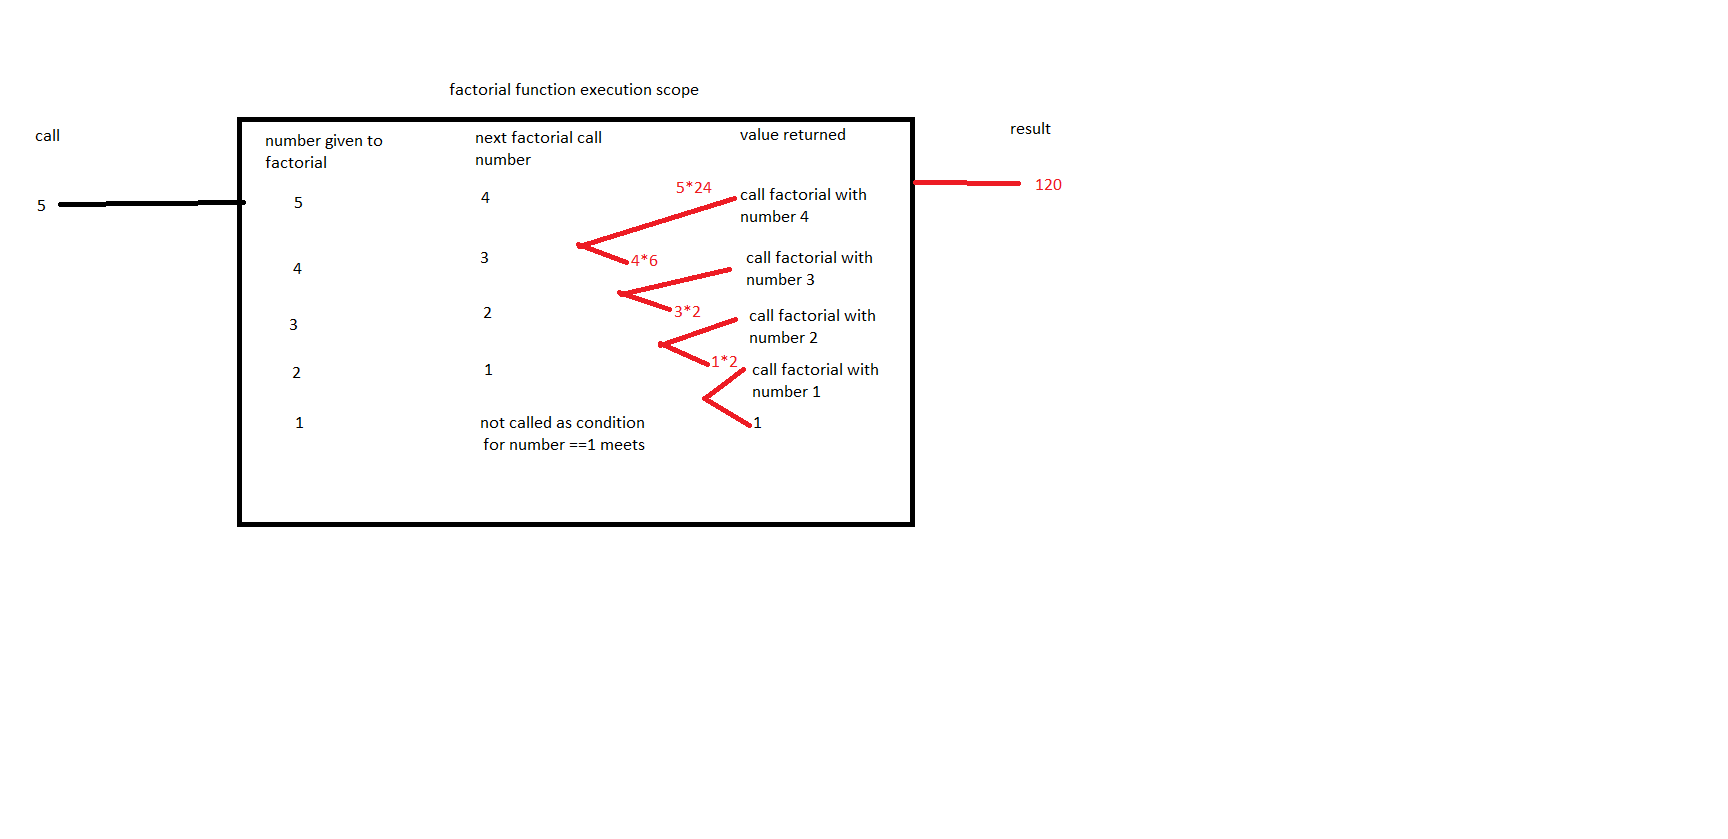 factorial function execution scope
call
result
number given to
factorial
next factorial call
number
value returned
5
5
4
5*24
call factorial with
number 4
120
4
3
4*6
call factorial with
number 3
3
2
3*2
call factorial with
number 2
2
1
1*2
call factorial with
number 1
1
not called as condition
for number ==1 meets
1